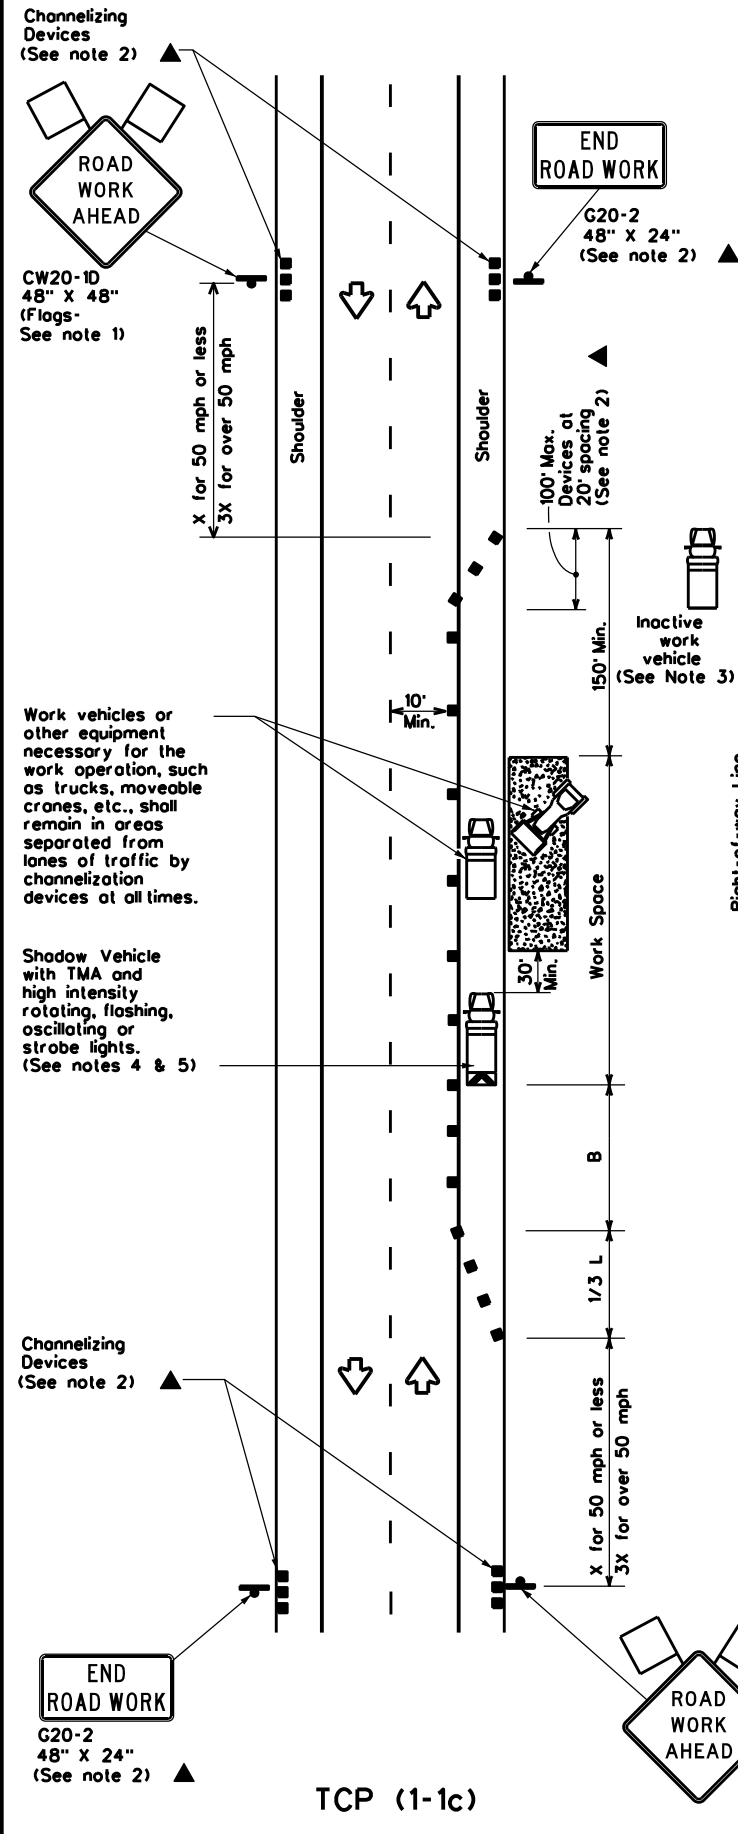 Channelizing
Devices
(See note 2)
ROAD
WORK
AHEAD
CW20-1D
48" X 48"
(Flags-
See note 1)
END
ROAD WORK
G20-2
48" X 24"
(See note 2)
X for 50 mph or less
3X for over 50 mph
Shoulder
Shoulder
100' Max.
Devices at
20' spacing
(See note 2)
150' Min.
Inactive
work
vehicle
(See Note 3)
10'
Min.
Work vehicles or
other equipment
necessary for the
work operation, such
as trucks, moveable
cranes, etc., shall
remain in areas
separated from
lanes of traffic by
channelization
devices at all times.
Work Space
30'
Min.
Shadow Vehicle
with TMA and
high intensity
rotating, flashing,
oscillating or
strobe lights.
(See notes 4 & 5)
B
1/3 L
Channelizing
Devices
(See note 2)
X for 50 mph or less
3X for over 50 mph
END
ROAD WORK
G20-2
48" X 24"
(See note 2)
ROAD
WORK
AHEAD
TCP (1-1c)